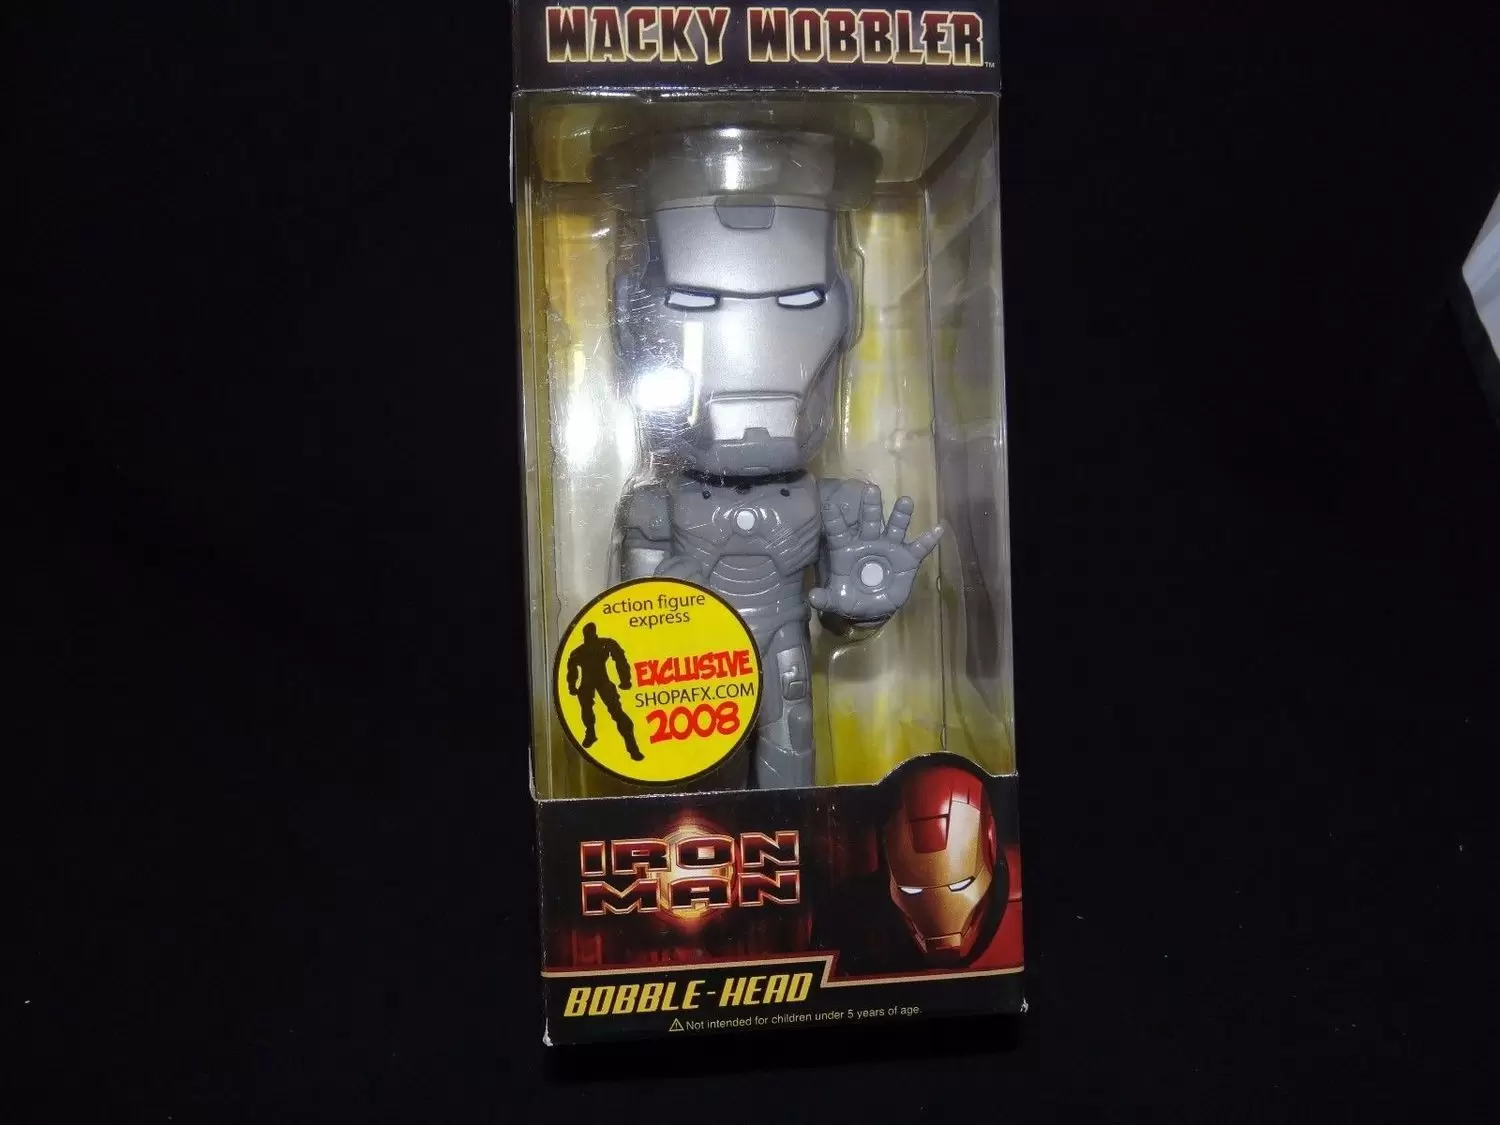 WACKY WOBBLER™
action figure
express
EXCLUSIVE
SHOPAFX.COM
2008
IRON
MAN
BOBBLE-HEAD
⚠ Not intended for children under 5 years of age.